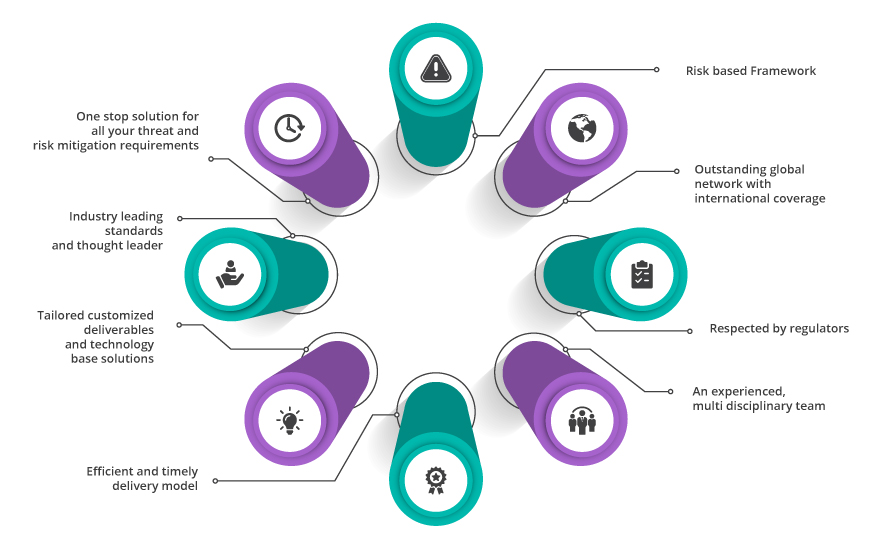 Risk based Framework
One stop solution for
all your threat and
risk mitigation requirements
Outstanding global
network with
international coverage
Industry leading
standards
and thought leader
Tailored customized
deliverables
and technology
base solutions
Respected by regulators
An experienced,
multi disciplinary team
Efficient and timely
delivery model